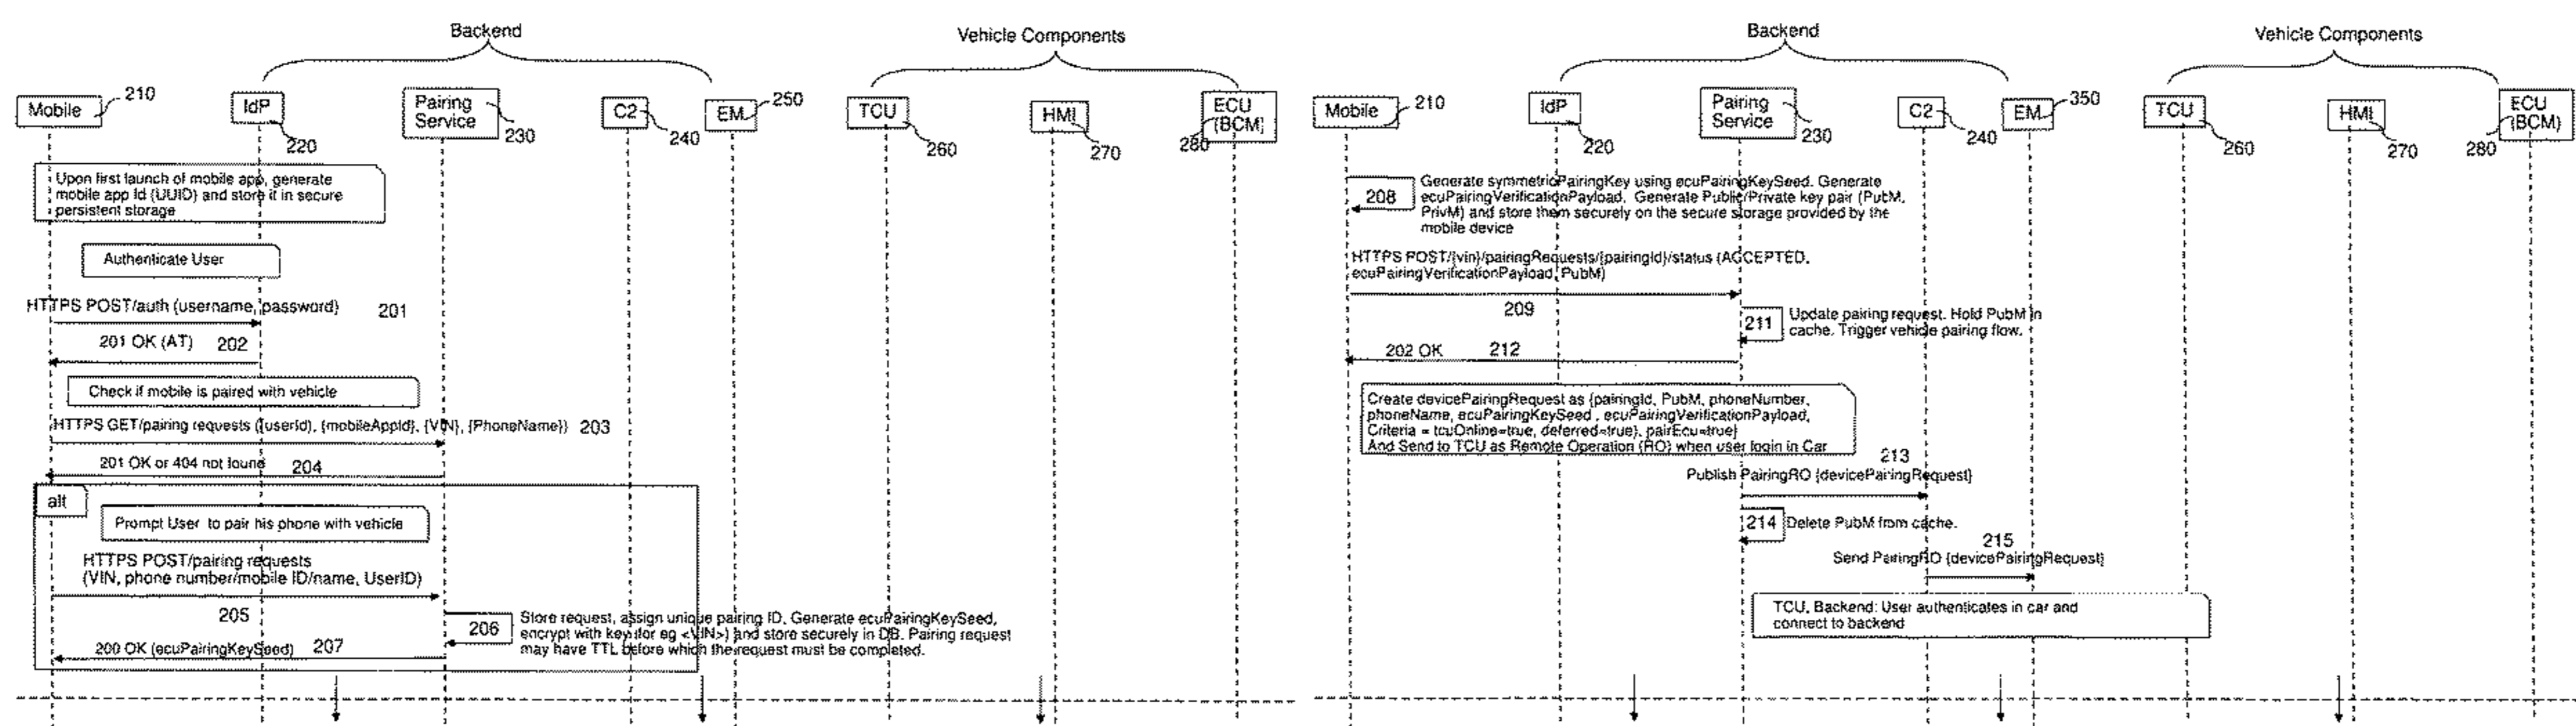 Backend
Vehicle Components
Mobile
210
IdP
220
Pairing
Service
230
C2
240
EM
250
TCU
260
HMI
270
ECU
(BCM)
280
Upon first launch of mobile app, generate
mobile app Id (UUID) and store it in secure
persistent storage
Authenticate User
HTTPS POST/auth (username, password)
201
201 OK (AT)
202
Check if mobile is paired with vehicle
HTTPS GET/pairing requests ({userId}, {mobileAppId}, {VIN}, {PhoneName})
203
201 OK or 404 not found
204
alt
Prompt User to pair his phone with vehicle
HTTPS POST/pairing requests
(VIN, phone number/mobile ID/name, UserID)
205
206
Store request, assign unique pairing ID. Generate ecuPairingKeySeed,
encrypt with key (for eg <VIN>) and store securely in DB. Pairing request
may have TTL before which the request must be completed.
200 OK (ecuPairingKeySeed)
207
Backend
Vehicle Components
Mobile
210
IdP
220
Pairing
Service
230
C2
240
EM
350
TCU
260
HMI
270
ECU
(BCM)
280
208
Generate symmetricPairingKey using ecuPairingKeySeed. Generate
ecuPairingVerificationPayload, Generate Public/Private key pair (PubM,
PrivM) and store them securely on the secure storage provided by the
mobile device
HTTPS POST/{vin}/pairingRequests/{pairingId}/status (ACCEPTED,
ecuPairingVerificationPayload, PubM)
209
211
Update pairing request. Hold PubM in
cache. Trigger vehicle pairing flow.
202 OK
212
Create devicePairingRequest as {pairingId, PubM, phoneNumber,
phoneName, ecuPairingKeySeed , ecuPairingVerificationPayload,
Criteria = tcuOnline=true, deferred=true}, pairEcu=true}
And Send to TCU as Remote Operation (RO) when user login in Car
213
Publish PairingRO {devicePairingRequest}
214
Delete PubM from cache.
215
Send PairingRO {devicePairingRequest}
TCU, Backend: User authenticates in car and
connect to backend